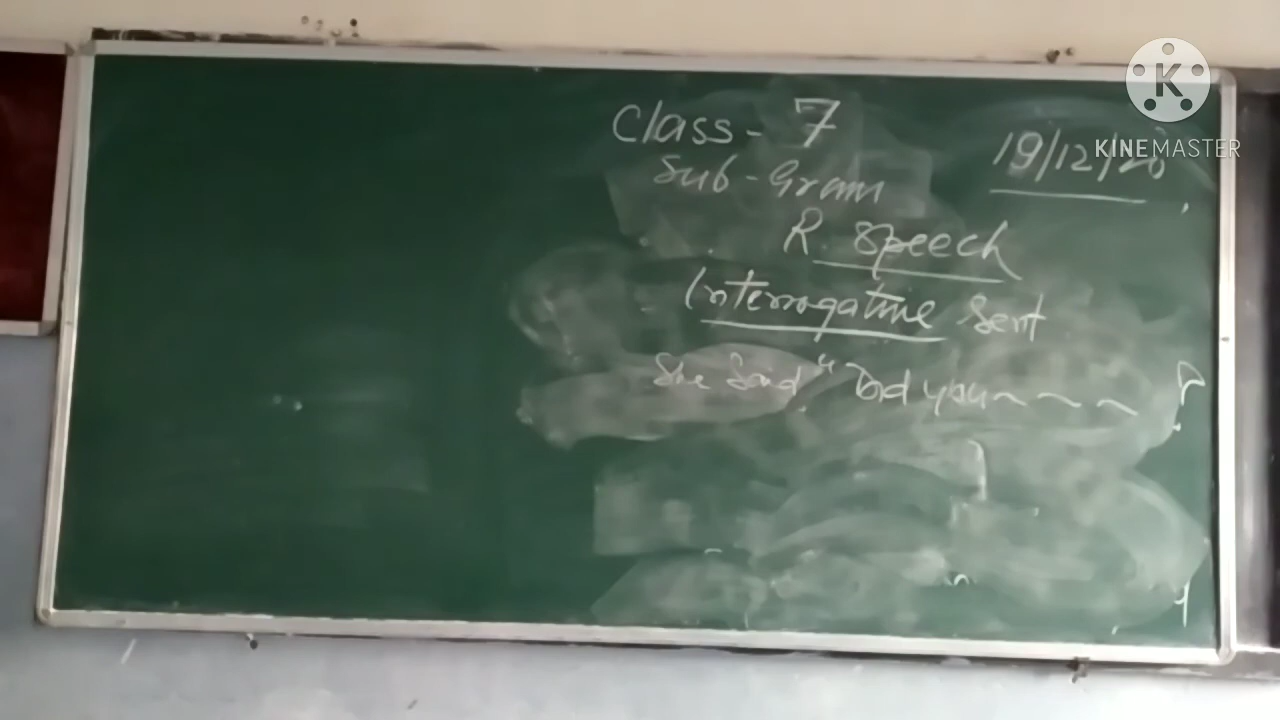 Class - 7
19/12/20
Sub - Gram
R. Speech
Interrogative Sent
She Said " Did you ~ ~ ~ ?
K
KINEMASTER